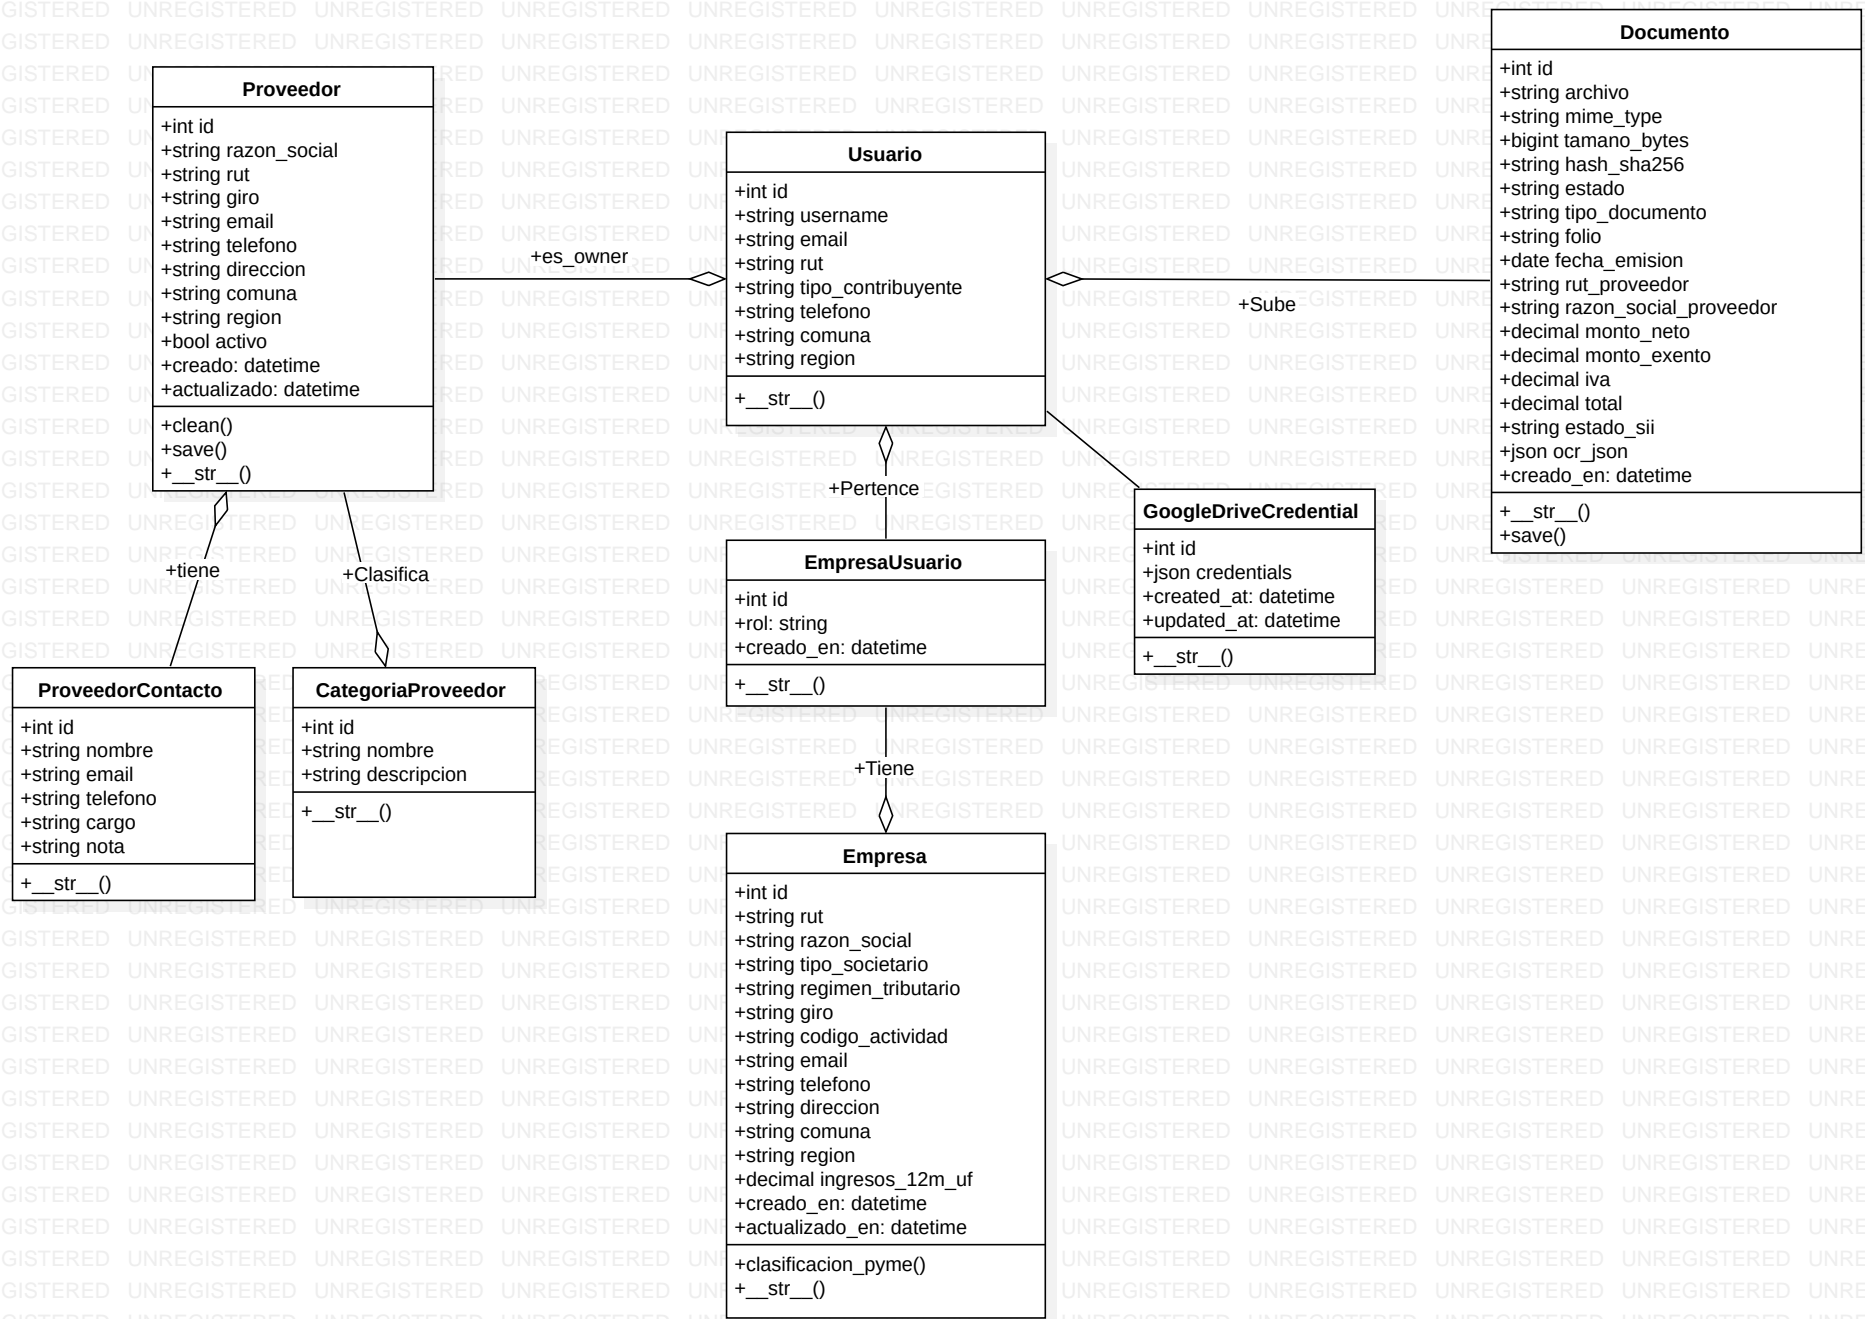 Proveedor
+int id
+string razon_social
+string rut
+string giro
+string email
+string telefono
+string direccion
+string comuna
+string region
+bool activo
+creado: datetime
+actualizado: datetime
+clean()
+save()
+__str__()
+es_owner
Usuario
+int id
+string username
+string email
+string rut
+string tipo_contribuyente
+string telefono
+string comuna
+string region
+__str__()
+Sube
Documento
+int id
+string archivo
+string mime_type
+bigint tamano_bytes
+string hash_sha256
+string estado
+string tipo_documento
+string folio
+date fecha_emision
+string rut_proveedor
+string razon_social_proveedor
+decimal monto_neto
+decimal monto_exento
+decimal iva
+decimal total
+string estado_sii
+json ocr_json
+creado_en: datetime
+__str__()
+save()
+tiene
+Clasifica
+Pertence
GoogleDriveCredential
+int id
+json credentials
+created_at: datetime
+updated_at: datetime
+__str__()
EmpresaUsuario
+int id
+rol: string
+creado_en: datetime
+__str__()
ProveedorContacto
+int id
+string nombre
+string email
+string telefono
+string cargo
+string nota
+__str__()
CategoriaProveedor
+int id
+string nombre
+string descripcion
+__str__()
+Tiene
Empresa
+int id
+string rut
+string razon_social
+string tipo_societario
+string regimen_tributario
+string giro
+string codigo_actividad
+string email
+string telefono
+string direccion
+string comuna
+string region
+decimal ingresos_12m_uf
+creado_en: datetime
+actualizado_en: datetime
+clasificacion_pyme()
+__str__()
UNREGISTERED